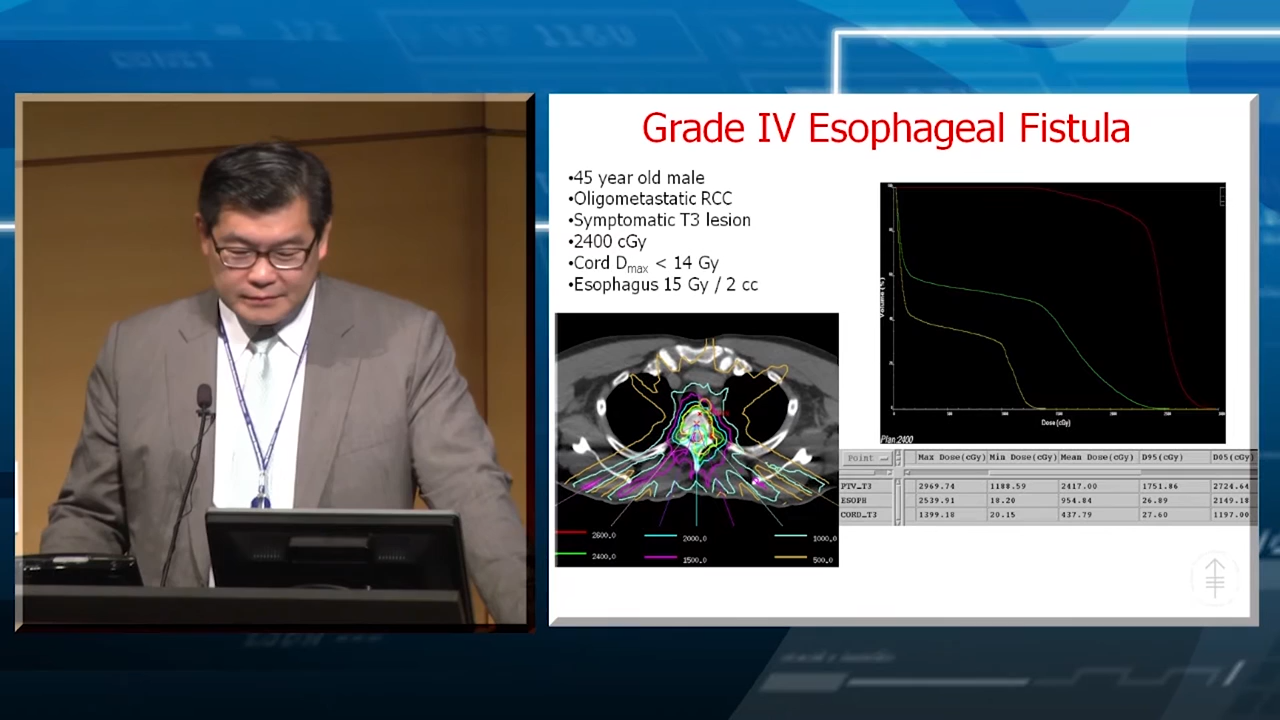 Grade IV Esophageal Fistula
•45 year old male
•Oligometastatic RCC
•Symptomatic T3 lesion
•2400 cGy
•Cord Dmax < 14 Gy
•Esophagus 15 Gy / 2 cc
Volume (%)
Dose(cGy)
Plan:2400
Point Max Dose(cGy) Min Dose(cGy) Mean Dose(cGy) D95(cGy) D05(cGy)
PTV_T3 2969.74 1188.59 2417.00 1751.86 2724.64
ESOPH 2539.91 18.20 954.84 26.89 2149.18
CORD_T3 1399.18 20.15 437.79 27.60 1197.00
2600.0 2000.0 1000.0
2400.0 1500.0 500.0